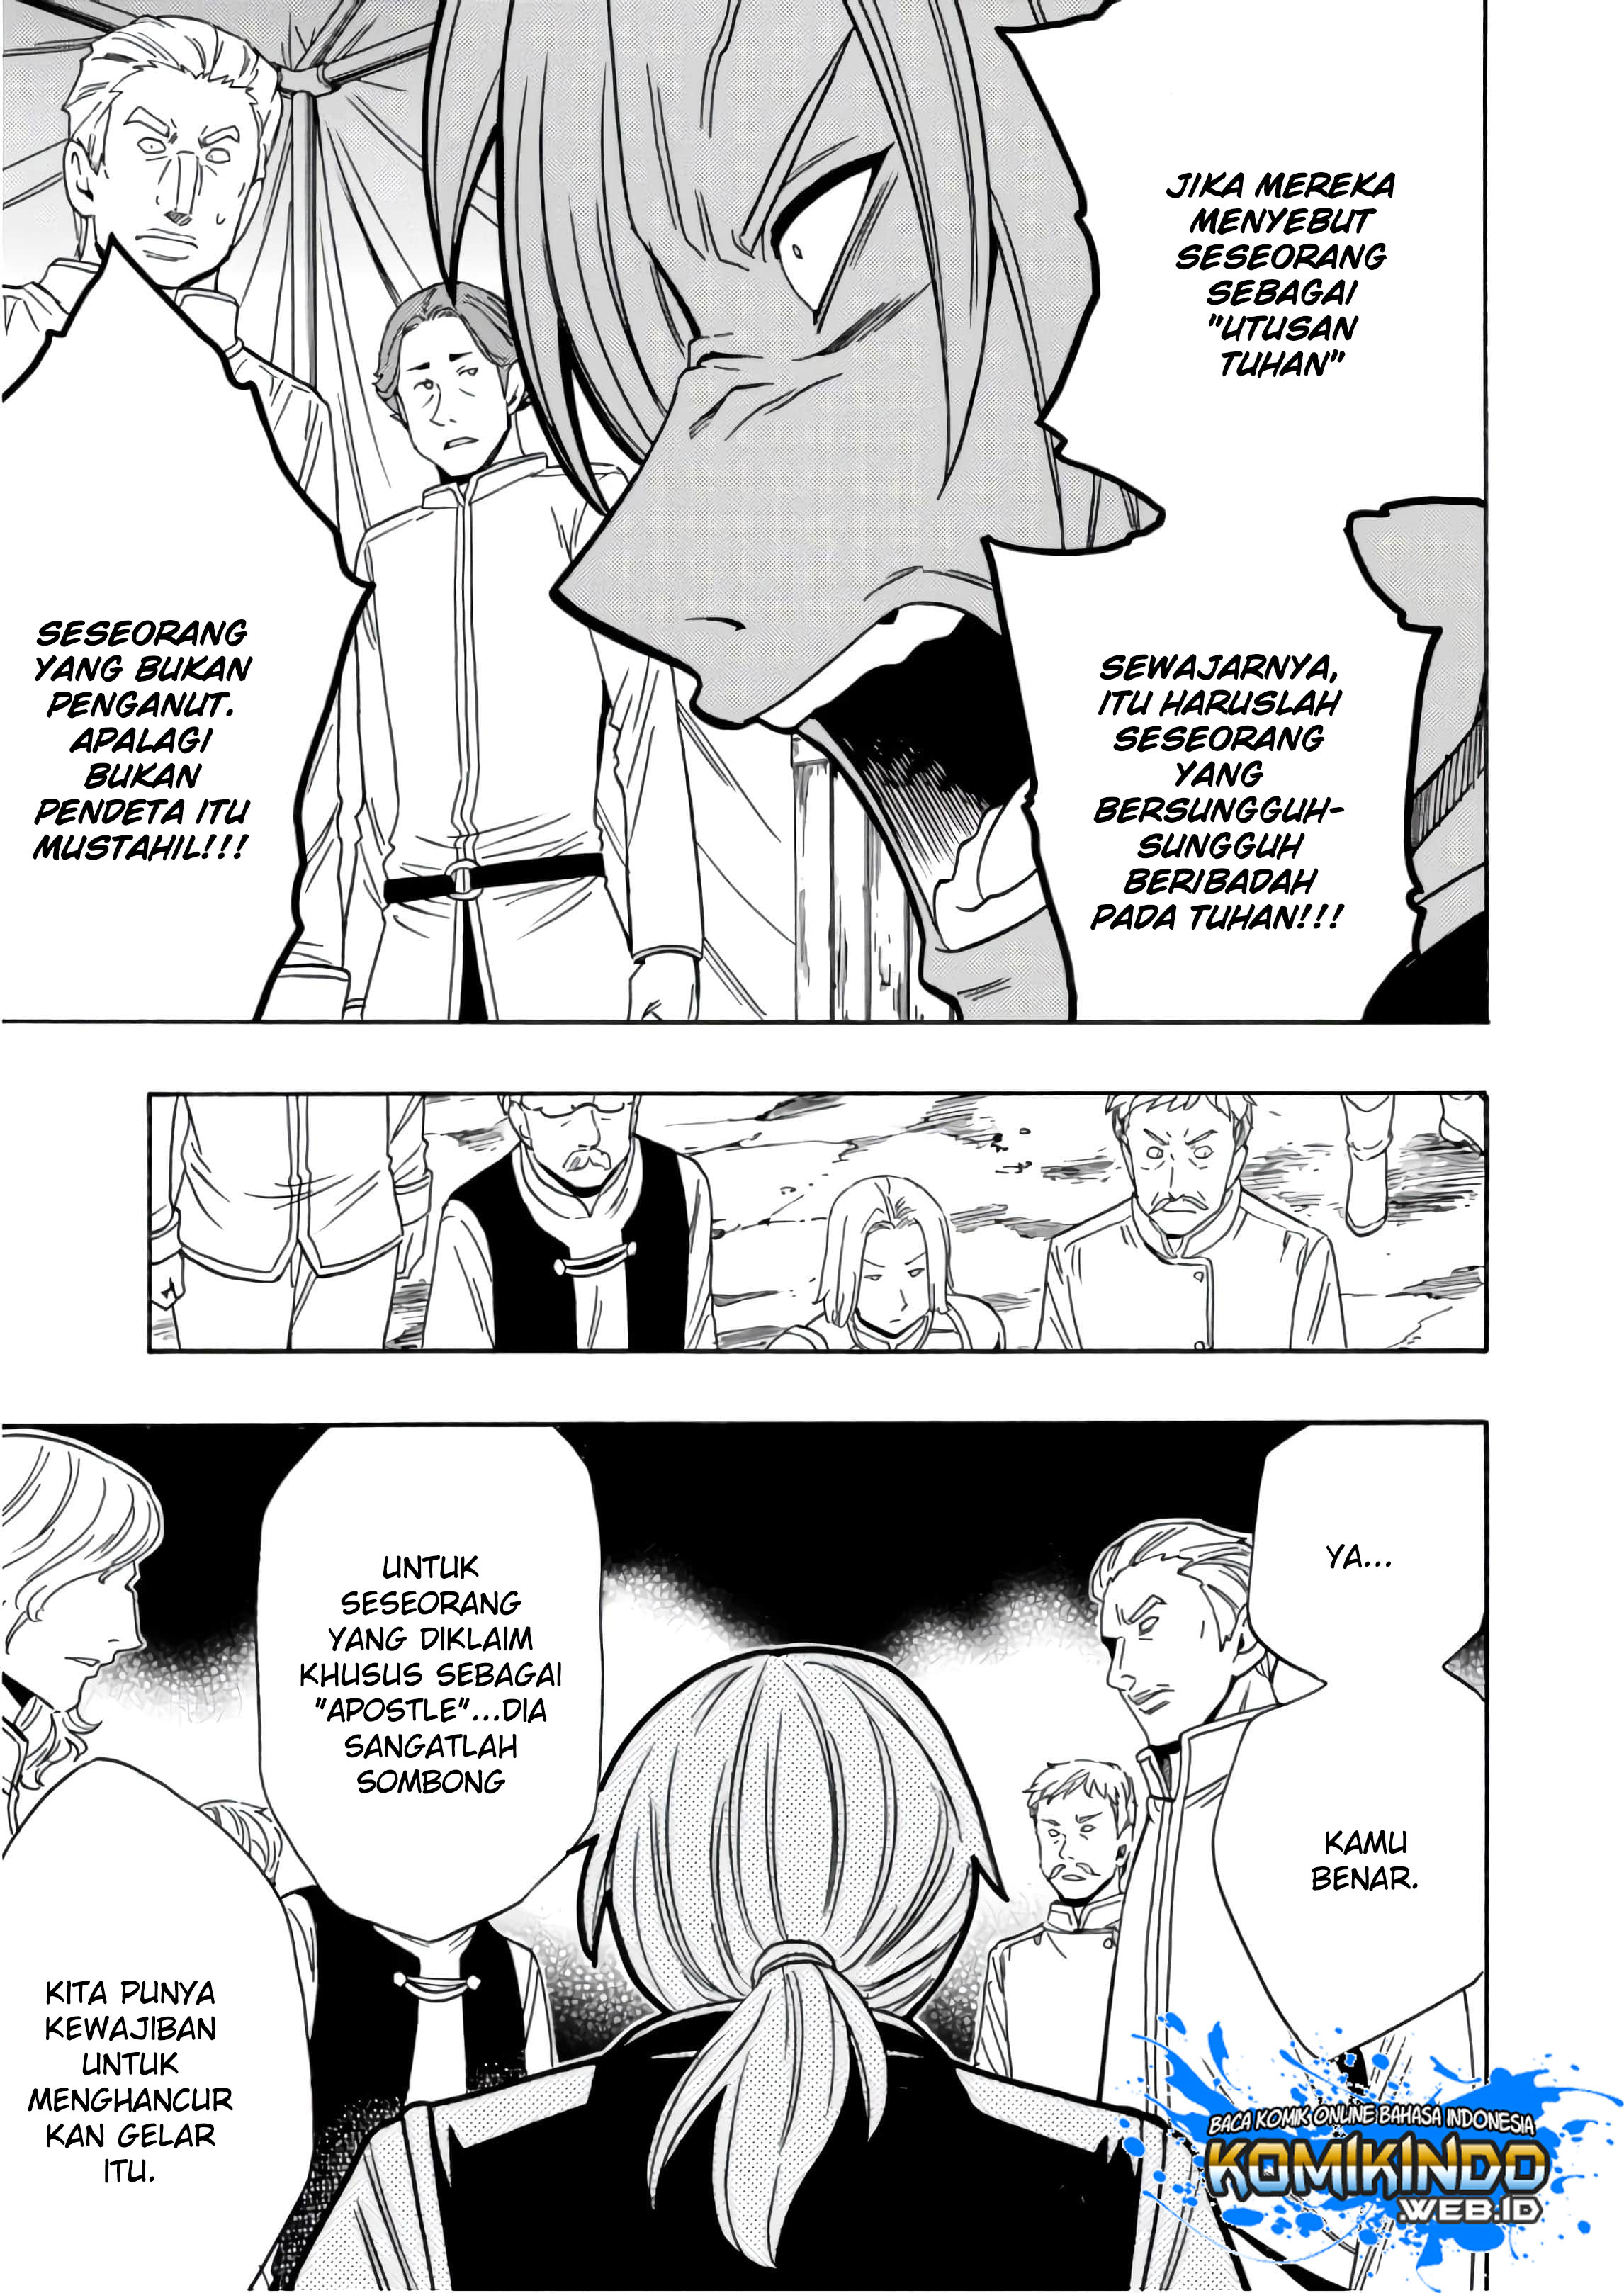 JIKA MEREKA
MENYEBUT
SESEORANG
SEBAGAI
"UTUSAN
TUHAN"
SEWAJARNYA,
ITU HARUSLAH
SESEORANG
YANG
BERSUNGGUH-
SUNGGUH
BERIBADAH
PADA TUHAN!!!
SESEORANG
YANG BUKAN
PENGANUT.
APALAGI
BUKAN
PENDETA ITU
MUSTAHIL!!!
YA...
KAMU
BENAR.
UNTUK
SESEORANG
YANG DIKLAIM
KHUSUS SEBAGAI
"APOSTLE"...DIA
SANGATLAH
SOMBONG
KITA PUNYA
KEWAJIBAN
UNTUK
MENGHANCUR
KAN GELAR
ITU.
BACA KOMIK ONLINE BAHASA INDONESIA
KOMIKINDO
.WEB.ID